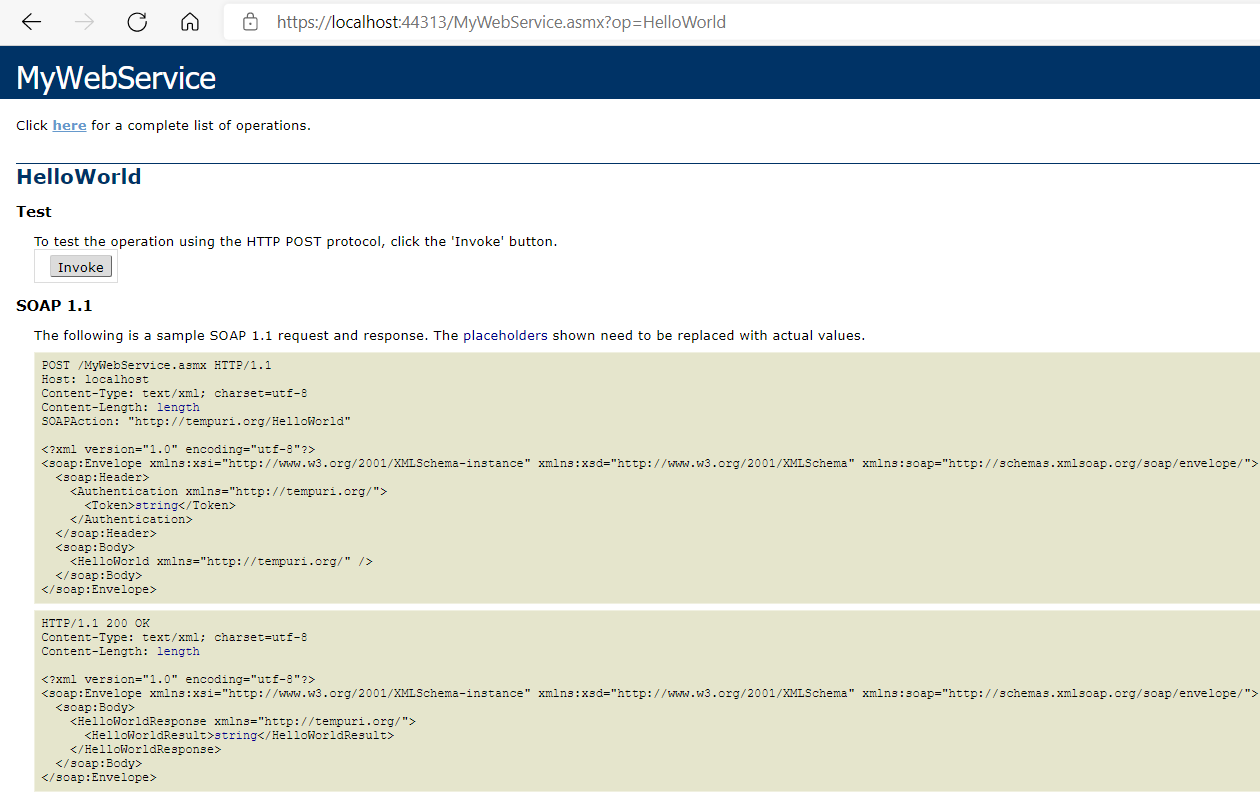 https://localhost:44313/MyWebService.asmx?op=HelloWorld
MyWebService
Click here for a complete list of operations.
HelloWorld
Test
To test the operation using the HTTP POST protocol, click the 'Invoke' button.
Invoke
SOAP 1.1
The following is a sample SOAP 1.1 request and response. The placeholders shown need to be replaced with actual values.
POST /MyWebService.asmx HTTP/1.1
Host: localhost
Content-Type: text/xml; charset=utf-8
Content-Length: length
SOAPAction: "http://tempuri.org/HelloWorld"
<?xml version="1.0" encoding="utf-8"?>
<soap:Envelope xmlns:xsi="http://www.w3.org/2001/XMLSchema-instance" xmlns:xsd="http://www.w3.org/2001/XMLSchema" xmlns:soap="http://schemas.xmlsoap.org/soap/envelope/">
  <soap:Header>
    <Authentication xmlns="http://tempuri.org/">
      <Token>string</Token>
    </Authentication>
  </soap:Header>
  <soap:Body>
    <HelloWorld xmlns="http://tempuri.org/" />
  </soap:Body>
</soap:Envelope>
HTTP/1.1 200 OK
Content-Type: text/xml; charset=utf-8
Content-Length: length
<?xml version="1.0" encoding="utf-8"?>
<soap:Envelope xmlns:xsi="http://www.w3.org/2001/XMLSchema-instance" xmlns:xsd="http://www.w3.org/2001/XMLSchema" xmlns:soap="http://schemas.xmlsoap.org/soap/envelope/">
  <soap:Body>
    <HelloWorldResponse xmlns="http://tempuri.org/">
      <HelloWorldResult>string</HelloWorldResult>
    </HelloWorldResponse>
  </soap:Body>
</soap:Envelope>